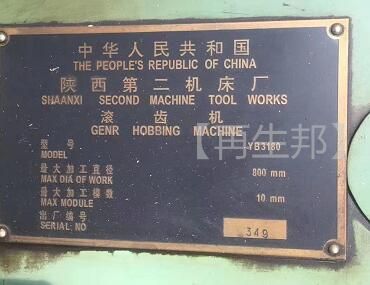 中华人民共和国
THE PEOPLE'S REPUBLIC OF CHINA
陕西第二机床厂
SHAANXI SECOND MACHINE TOOL WORKS
滚齿机
GENR HOBBING MACHINE
型号 YB3180
MODEL
最大加工直径 800 mm
MAX DIA OF WORK
最大加工模数 10 mm
MAX MODULE
出厂编号 349
SERIAL NO
【再生邦】